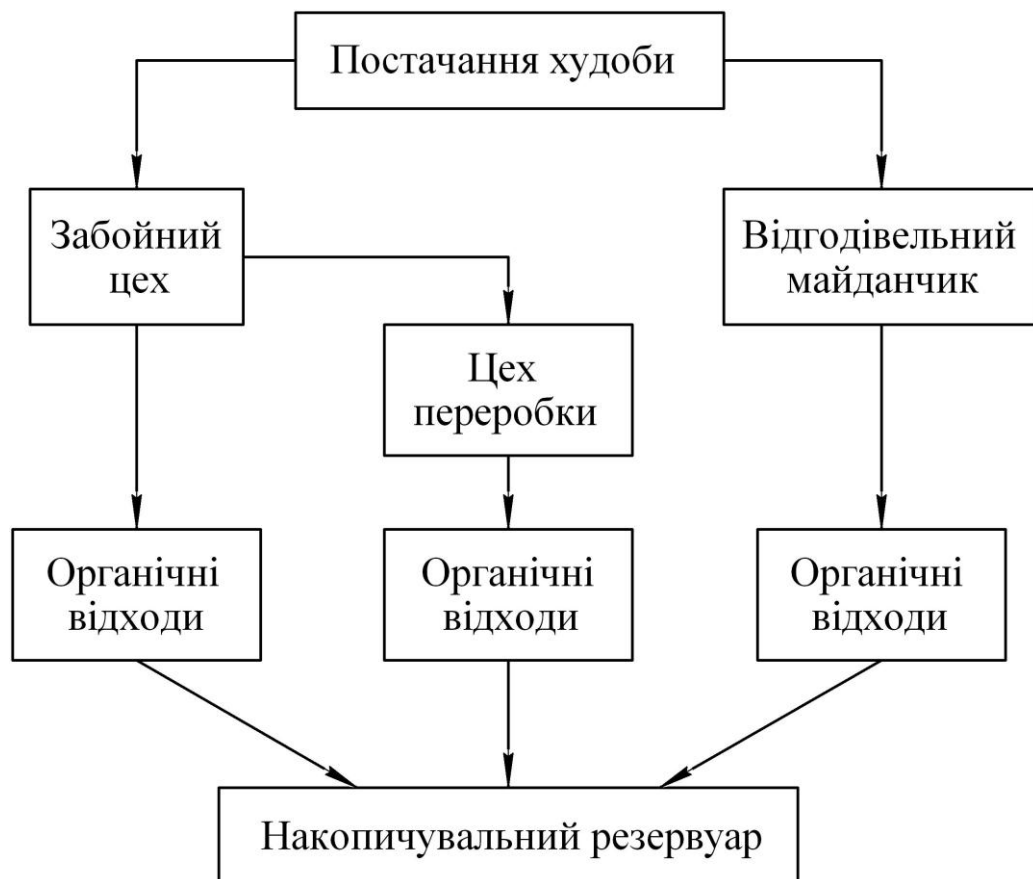 Постачання худоби
Забойний
цех
Відгодівельний
майданчик
Цех
переробки
Органічні
відходи
Органічні
відходи
Органічні
відходи
Накопичувальний резервуар